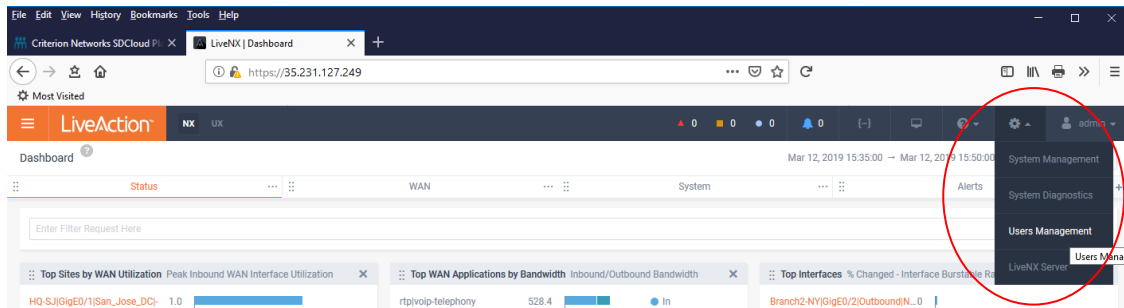 File Edit View History Bookmarks Tools Help
Criterion Networks SDCloud Pl
LiveNX | Dashboard
https://35.231.127.249
Most Visited
LiveAction NX UX 0 0 0 0 {-} admin
Dashboard Mar 12, 2019 15:35:00 → Mar 12, 2019 15:50:00
System Management
Status ... WAN ... System ... Alerts
System Diagnostics
Enter Filter Request Here
Users Management
Users Mana
LiveNX Server
Top Sites by WAN Utilization Peak Inbound WAN Interface Utilization
Top WAN Applications by Bandwidth Inbound/Outbound Bandwidth
Top Interfaces % Changed - Interface Burstable Ra
HQ-SJ|GigE0/1|San_Jose_DC|- 1.0
rtp|voip-telephony 528.4 In
Branch2-NY|GigE0/2|Outbound|N... 0